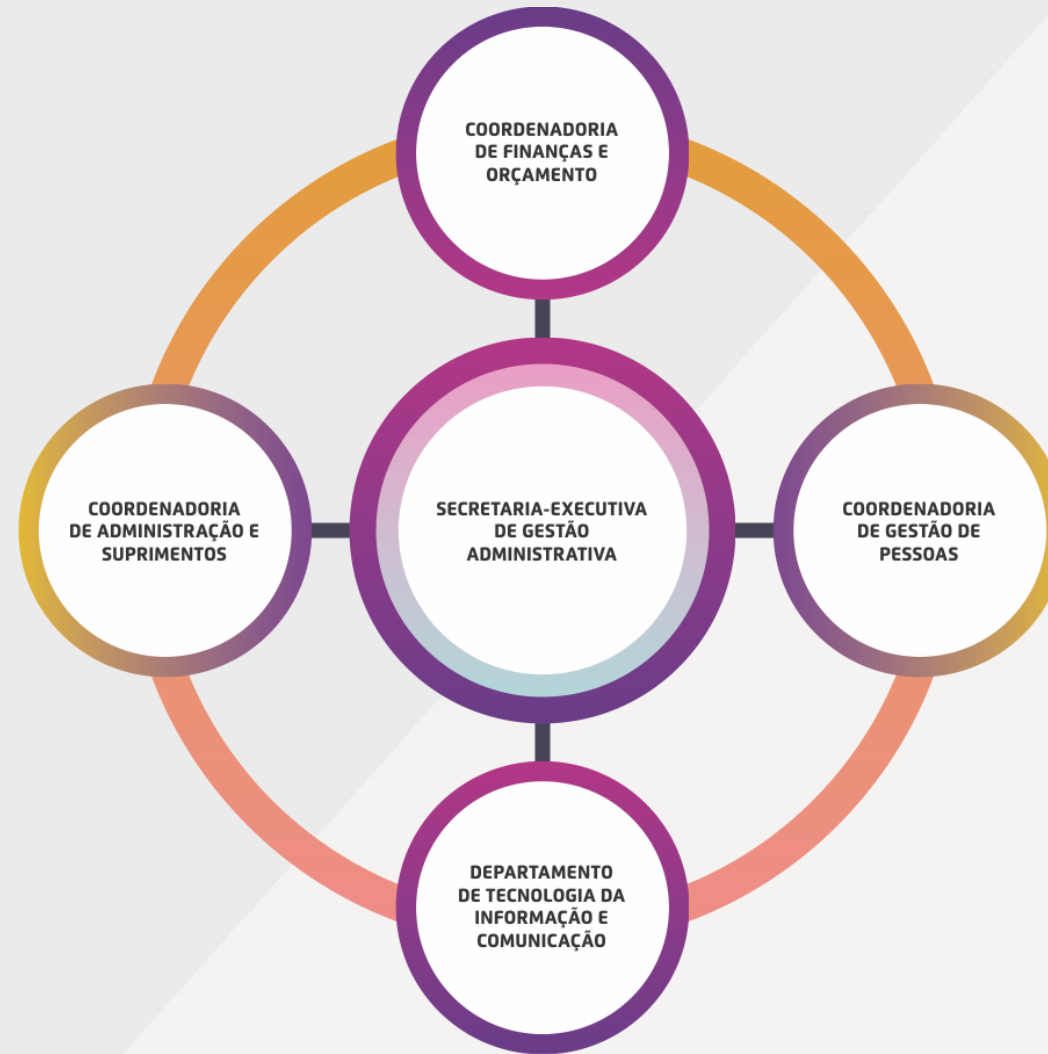 COORDENADORIA
DE FINANÇAS E
ORÇAMENTO
COORDENADORIA
DE ADMINISTRAÇÃO E
SUPRIMENTOS
SECRETARIA-EXECUTIVA
DE GESTÃO
ADMINISTRATIVA
COORDENADORIA
DE GESTÃO DE
PESSOAS
DEPARTAMENTO
DE TECNOLOGIA DA
INFORMAÇÃO E
COMUNICAÇÃO